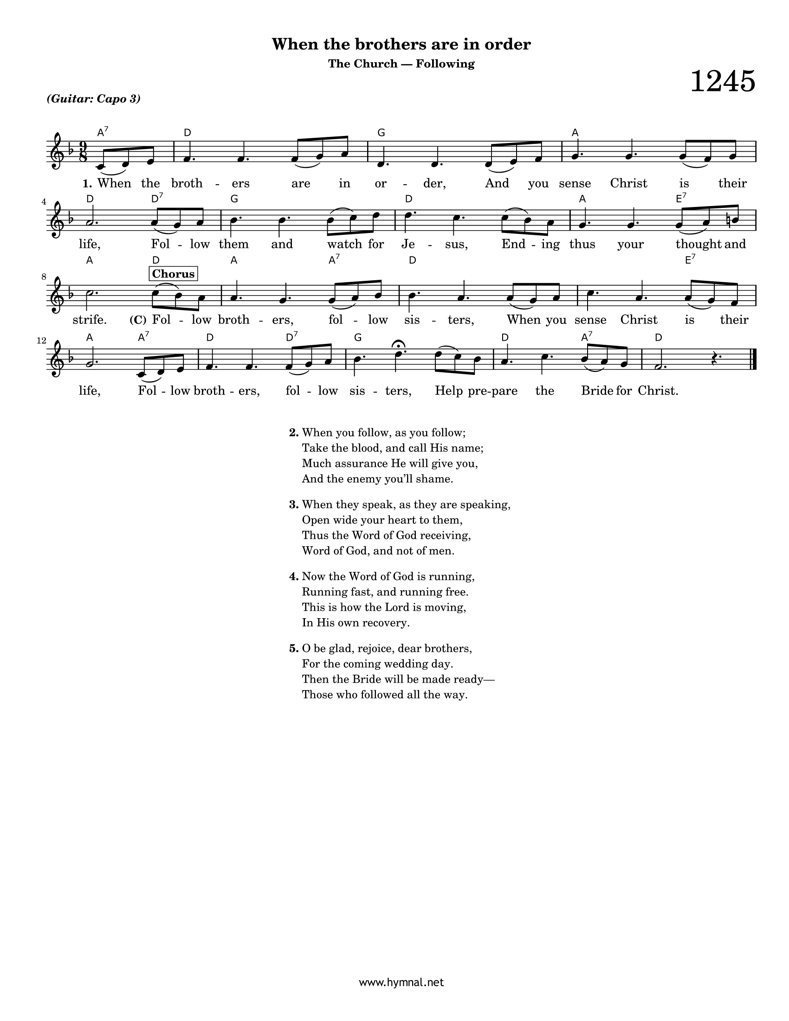 When the brothers are in order
The Church — Following
1245
(Guitar: Capo 3)
A7 D G A
9
8
1. When the broth - ers are in or - der, And you sense Christ is their
4 D D7 G D A E7
life, Fol - low them and watch for Je - sus, End - ing thus your thought and
8 A D A A7 D E7
Chorus
strife. (C) Fol - low broth - ers, fol - low sis - ters, When you sense Christ is their
12 A A7 D D7 G D A7 D
life, Fol - low broth - ers, fol - low sis - ters, Help pre-pare the Bride for Christ.
2. When you follow, as you follow;
Take the blood, and call His name;
Much assurance He will give you,
And the enemy you'll shame.
3. When they speak, as they are speaking,
Open wide your heart to them,
Thus the Word of God receiving,
Word of God, and not of men.
4. Now the Word of God is running,
Running fast, and running free.
This is how the Lord is moving,
In His own recovery.
5. O be glad, rejoice, dear brothers,
For the coming wedding day.
Then the Bride will be made ready—
Those who followed all the way.
www.hymnal.net